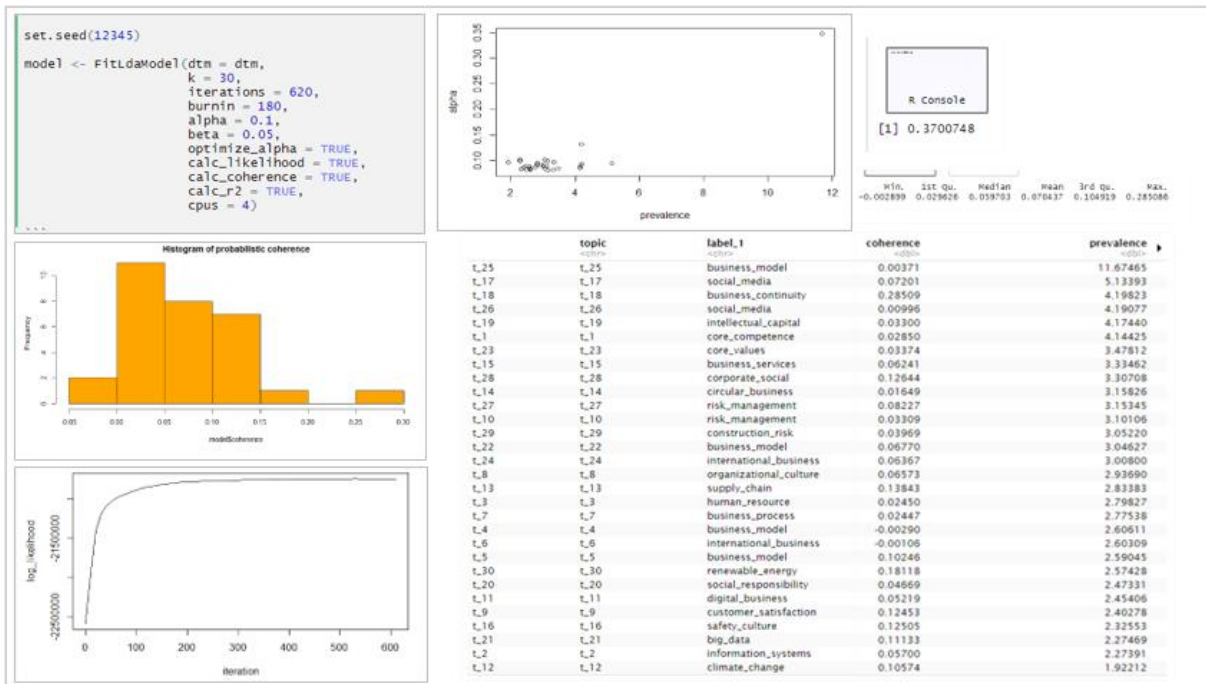 set.seed(12345)
model <- FitLdaModel(dtm = dtm,
k = 30,
iterations = 620,
burnin = 180,
alpha = 0.1,
beta = 0.05,
optimize_alpha = TRUE,
calc_likelihood = TRUE,
calc_coherence = TRUE,
calc_r2 = TRUE,
cpus = 4)
```
0.35
0.30
0.25
0.20
0.15
0.10
alpha
2 4 6 8 10 12
prevalence
R Console
[1] 0.3700748
Min. 1st Qu. Median Mean 3rd Qu. Max.
-0.002899 0.029626 0.059703 0.070437 0.104919 0.285086
Histogram of probabilistic coherence
Frequency
10
8
6
4
2
0
0.05 0.00 0.05 0.10 0.15 0.20 0.25 0.30
model$coherence
log_likelihood
-21500000
-22500000
0 100 200 300 400 500 600
iteration
topic label_1 coherence prevalence
<chr> <chr> <dbl> <dbl>
t_25 t_25 business_model 0.00371 11.67465
t_17 t_17 social_media 0.07201 5.13393
t_18 t_18 business_continuity 0.28509 4.19823
t_26 t_26 social_media 0.00996 4.19077
t_19 t_19 intellectual_capital 0.03300 4.17440
t_1 t_1 core_competence 0.02850 4.14425
t_23 t_23 core_values 0.03374 3.47812
t_15 t_15 business_services 0.06241 3.33462
t_28 t_28 corporate_social 0.12644 3.30708
t_14 t_14 circular_business 0.01649 3.15826
t_27 t_27 risk_management 0.08227 3.15345
t_10 t_10 risk_management 0.03309 3.10106
t_29 t_29 construction_risk 0.03969 3.05220
t_22 t_22 business_model 0.06770 3.04627
t_24 t_24 international_business 0.06367 3.00800
t_8 t_8 organizational_culture 0.06573 2.93690
t_13 t_13 supply_chain 0.13843 2.83383
t_3 t_3 human_resource 0.02450 2.79827
t_7 t_7 business_process 0.02447 2.77538
t_4 t_4 business_model -0.00290 2.60611
t_6 t_6 international_business -0.00106 2.60309
t_5 t_5 business_model 0.10246 2.59045
t_30 t_30 renewable_energy 0.18118 2.57428
t_20 t_20 social_responsibility 0.04669 2.47331
t_11 t_11 digital_business 0.05219 2.45406
t_9 t_9 customer_satisfaction 0.12453 2.40278
t_16 t_16 safety_culture 0.12505 2.32553
t_21 t_21 big_data 0.11133 2.27469
t_2 t_2 information_systems 0.05700 2.27391
t_12 t_12 climate_change 0.10574 1.92212